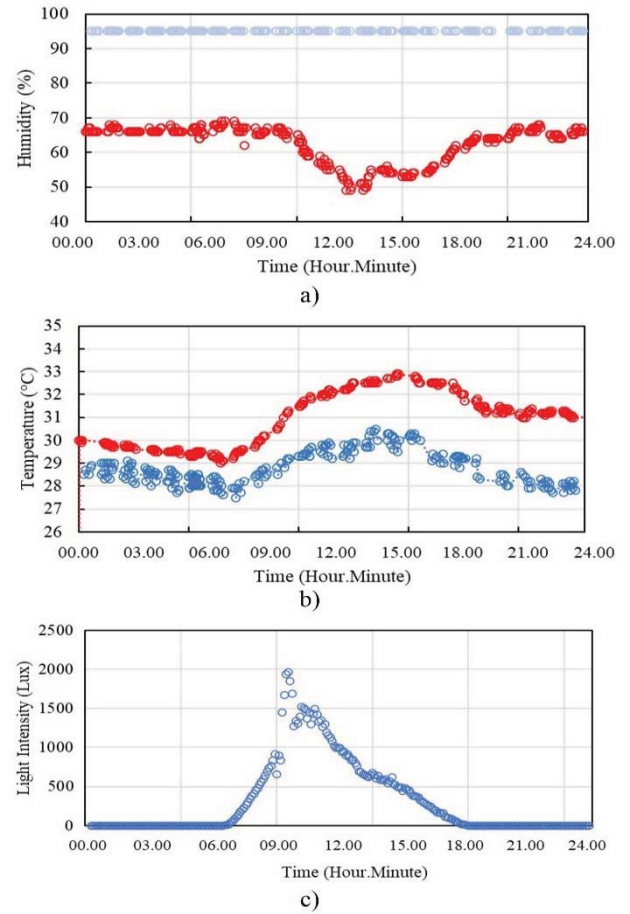 100
90
80
70
60
50
40
Humidity (%)
00.00 03.00 06.00 09.00 12.00 15.00 18.00 21.00 24.00
Time (Hour.Minute)
a)
35
34
33
32
31
30
29
28
27
26
Temperature (°C)
00.00 03.00 06.00 09.00 12.00 15.00 18.00 21.00 24.00
Time (Hour.Minute)
b)
2500
2000
1500
1000
500
0
Light Intensity (Lux)
00.00 03.00 06.00 09.00 12.00 15.00 18.00 21.00 24.00
Time (Hour.Minute)
c)